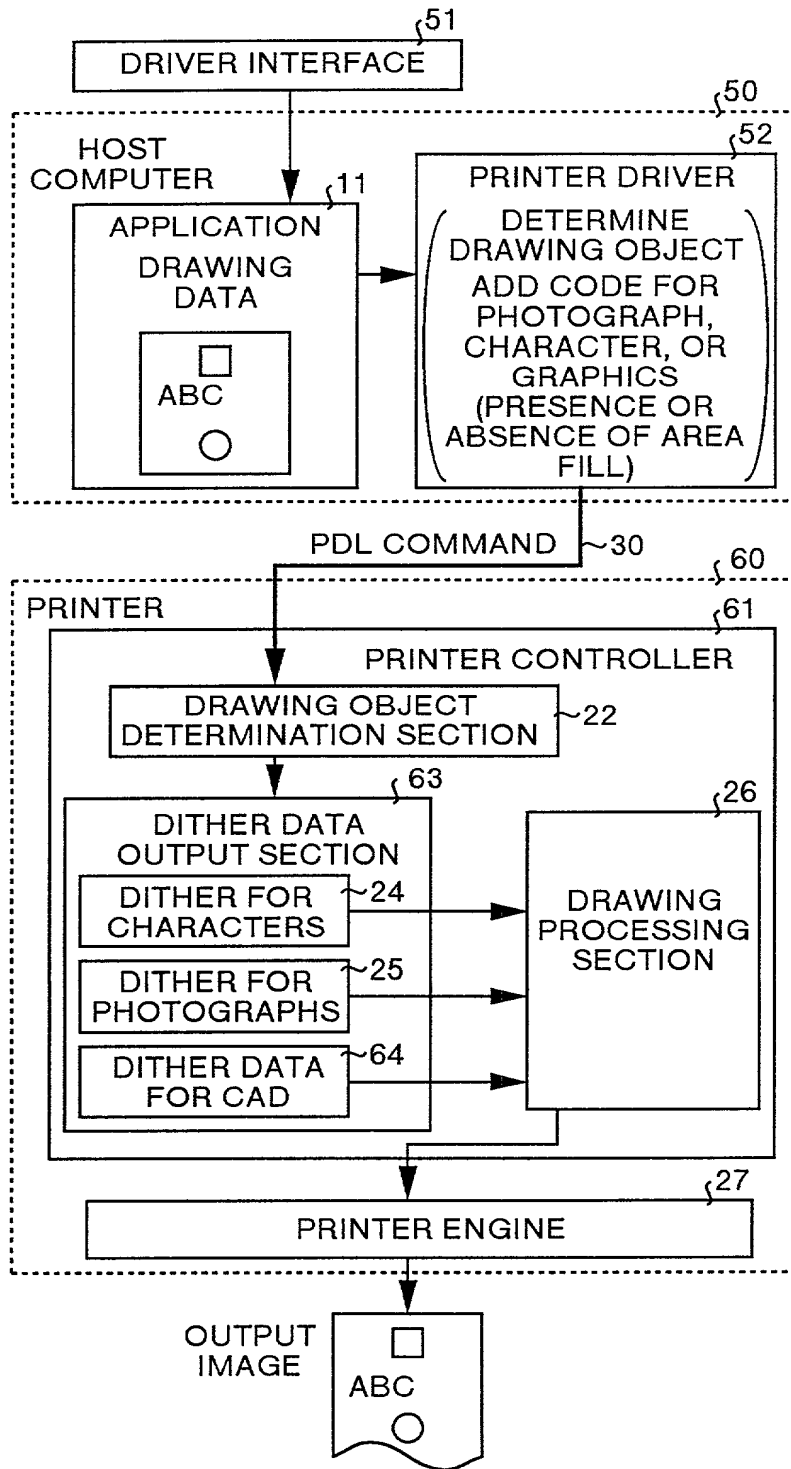 51
DRIVER INTERFACE
50
HOST
COMPUTER
11
APPLICATION
DRAWING
DATA
ABC
52
PRINTER DRIVER
DETERMINE
DRAWING OBJECT
ADD CODE FOR
PHOTOGRAPH,
CHARACTER, OR
GRAPHICS
(PRESENCE OR
ABSENCE OF AREA
FILL)
PDL COMMAND
30
60
PRINTER
61
PRINTER CONTROLLER
DRAWING OBJECT
DETERMINATION SECTION
22
63
DITHER DATA
OUTPUT SECTION
DITHER FOR
CHARACTERS
24
DITHER FOR
PHOTOGRAPHS
25
DITHER DATA
FOR CAD
64
26
DRAWING
PROCESSING
SECTION
27
PRINTER ENGINE
OUTPUT
IMAGE
ABC